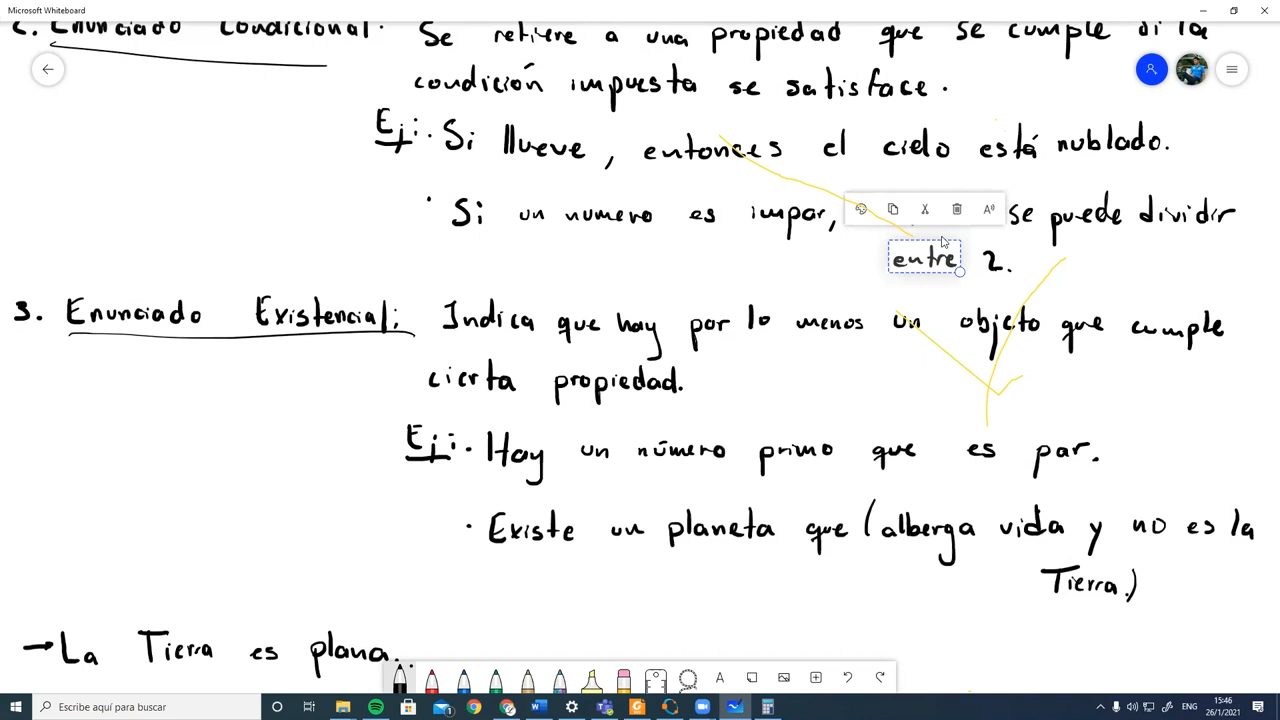 Microsoft Whiteboard
2. Enunciado Condicional: Se refiere a una propiedad que se cumple si la
condición impuesta se satisface.
Ej: · Si llueve, entonces el cielo está nublado.
· Si un numero es impar, se puede dividir
entre 2.
3. Enunciado Existencial: Indica que hay por lo menos un objeto que cumple
cierta propiedad.
Ej: · Hay un número primo que es par.
· Existe un planeta que (alberga vida y no es la
Tierra.)
→ La Tierra es plana.
Escribe aquí para buscar
15:46
26/1/2021